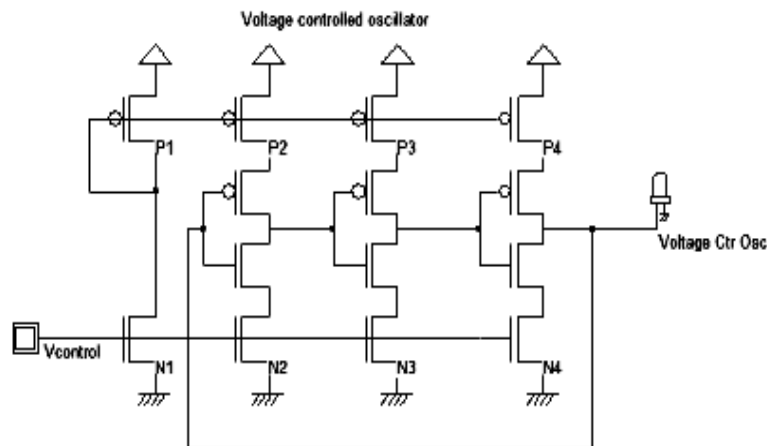 Voltage controlled oscillator
P1 P2 P3 P4
Voltage Ctr Osc
Vcontrol
N1 N2 N3 N4